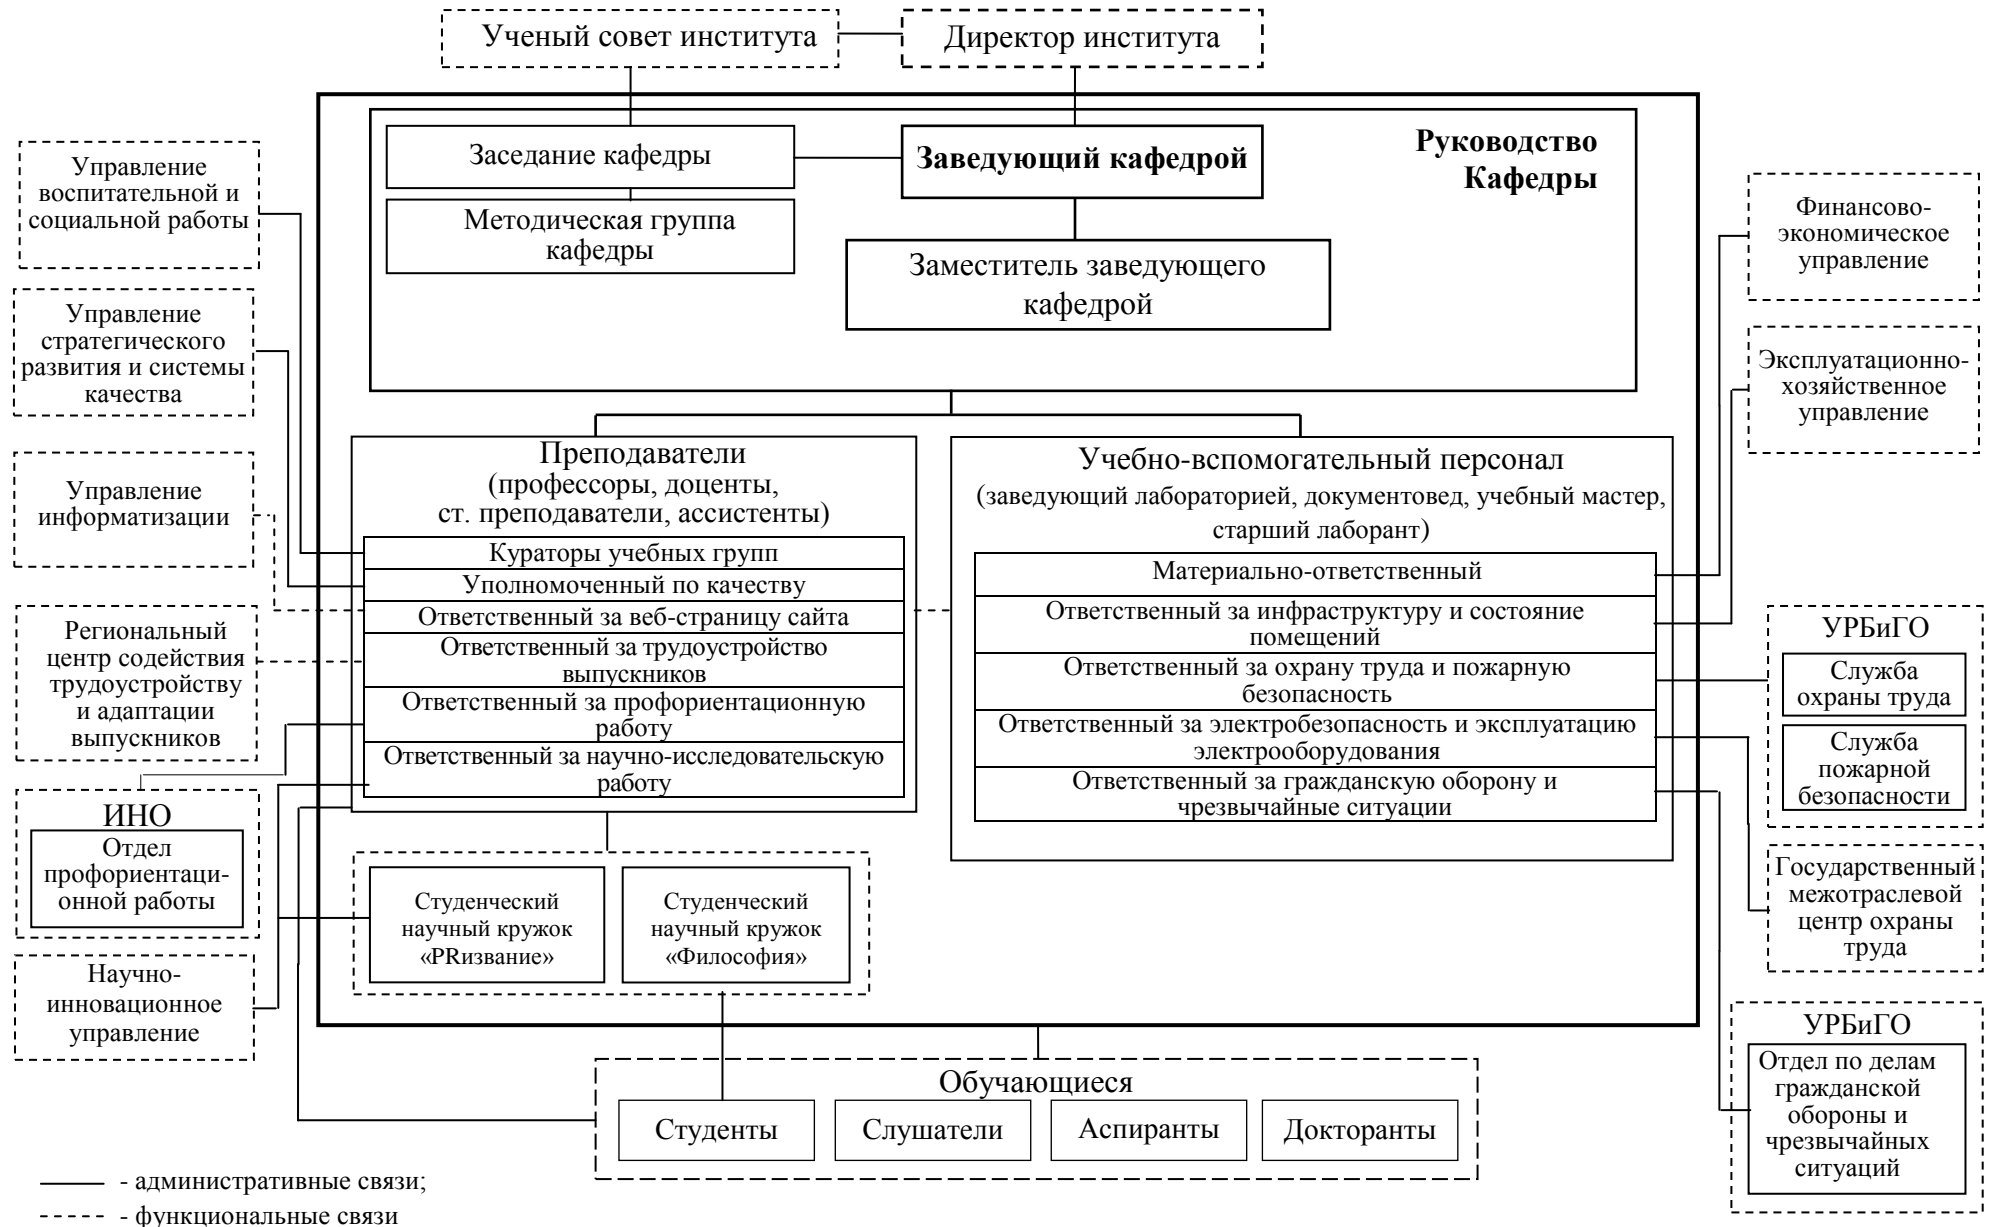 Ученый совет института
Директор института
Заседание кафедры
Заведующий кафедрой
Руководство
Кафедры
Методическая группа
кафедры
Заместитель заведующего
кафедрой
Управление
воспитательной и
социальной работы
Управление
стратегического
развития и системы
качества
Управление
информатизации
Региональный
центр содействия
трудоустройству
и адаптации
выпускников
ИНО
Отдел
профориентаци-
онной работы
Научно-
инновационное
управление
Преподаватели
(профессоры, доценты,
ст. преподаватели, ассистенты)
Кураторы учебных групп
Уполномоченный по качеству
Ответственный за веб-страницу сайта
Ответственный за трудоустройство
выпускников
Ответственный за профориентационную
работу
Ответственный за научно-исследовательскую
работу
Студенческий
научный кружок
«PRизвание»
Студенческий
научный кружок
«Философия»
Учебно-вспомогательный персонал
(заведующий лабораторией, документовед, учебный мастер,
старший лаборант)
Материально-ответственный
Ответственный за инфраструктуру и состояние
помещений
Ответственный за охрану труда и пожарную
безопасность
Ответственный за электробезопасность и эксплуатацию
электрооборудования
Ответственный за гражданскую оборону и
чрезвычайные ситуации
Финансово-
экономическое
управление
Эксплуатационно-
хозяйственное
управление
УРБиГО
Служба
охраны труда
Служба
пожарной
безопасности
Государственный
межотраслевой
центр охраны
труда
УРБиГО
Отдел по делам
гражданской
обороны и
чрезвычайных
ситуаций
Обучающиеся
Студенты
Слушатели
Аспиранты
Докторанты
- административные связи;
- функциональные связи